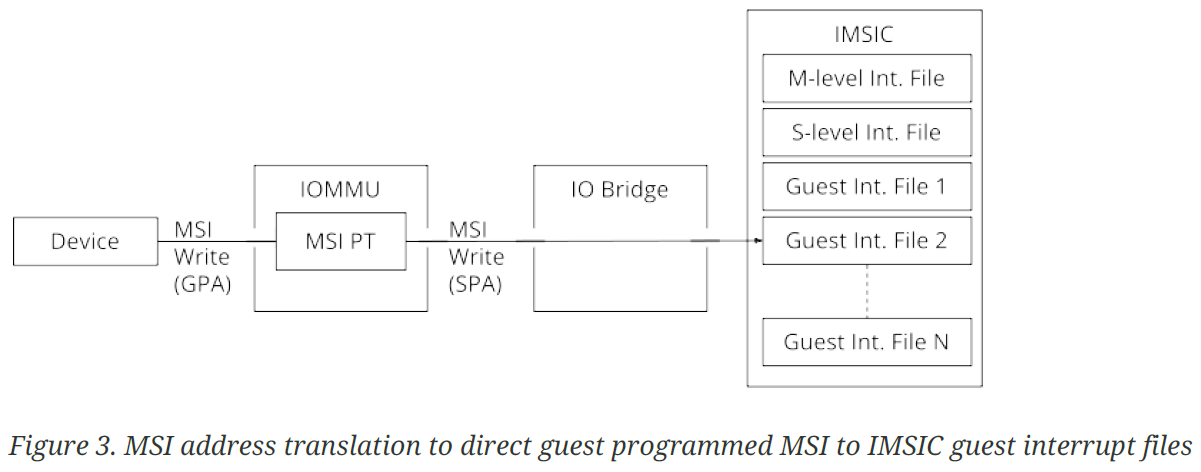 IMSIC
M-level Int. File
S-level Int. File
Guest Int. File 1
Guest Int. File 2
Guest Int. File N
IOMMU
MSI PT
IO Bridge
Device
MSI
Write
(GPA)
MSI
Write
(SPA)
Figure 3. MSI address translation to direct guest programmed MSI to IMSIC guest interrupt files